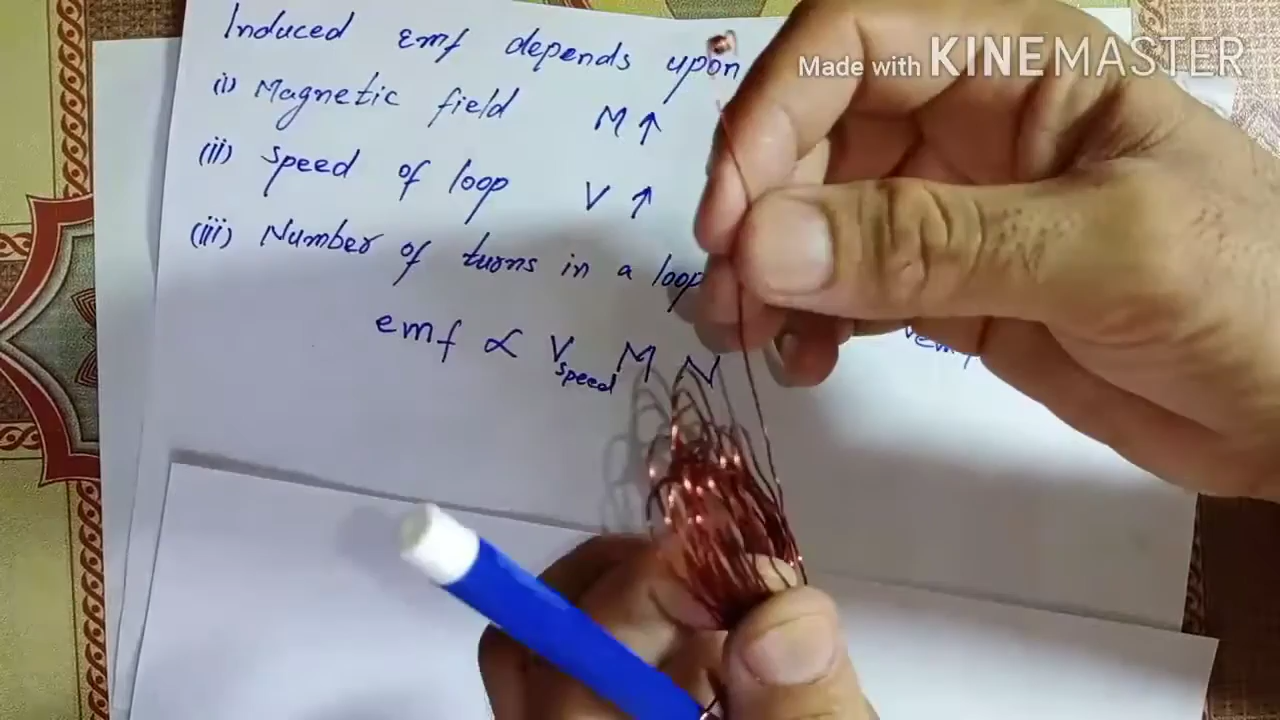 Induced emf depends upon
Made with KINEMASTER
(i) Magnetic field M ↑
(ii) Speed of loop V ↑
(iii) Number of turns in a loop
emf ∝ V speed M N